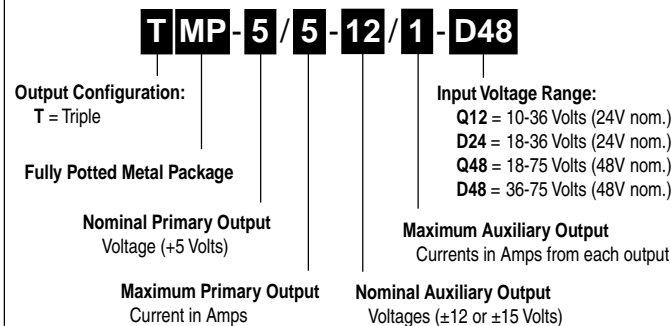 T MP - 5 / 5 - 12 / 1 - D48
Output Configuration:
T = Triple
Fully Potted Metal Package
Nominal Primary Output
Voltage (+5 Volts)
Maximum Primary Output
Current in Amps
Input Voltage Range:
Q12 = 10-36 Volts (24V nom.)
D24 = 18-36 Volts (24V nom.)
Q48 = 18-75 Volts (48V nom.)
D48 = 36-75 Volts (48V nom.)
Maximum Auxiliary Output
Currents in Amps from each output
Nominal Auxiliary Output
Voltages (±12 or ±15 Volts)